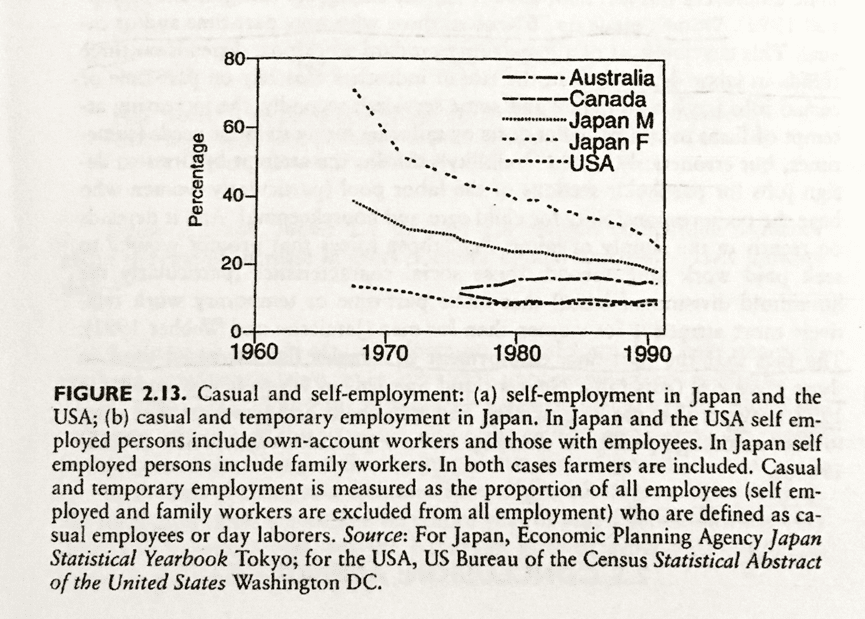 80
60
40
20
0
Percentage
Australia
Canada
Japan M
Japan F
USA
1960 1970 1980 1990
FIGURE 2.13. Casual and self-employment: (a) self-employment in Japan and the
USA; (b) casual and temporary employment in Japan. In Japan and the USA self em-
ployed persons include own-account workers and those with employees. In Japan self
employed persons include family workers. In both cases farmers are included. Casual
and temporary employment is measured as the proportion of all employees (self em-
ployed and family workers are excluded from all employment) who are defined as ca-
sual employees or day laborers. Source: For Japan, Economic Planning Agency Japan
Statistical Yearbook Tokyo; for the USA, US Bureau of the Census Statistical Abstract
of the United States Washington DC.